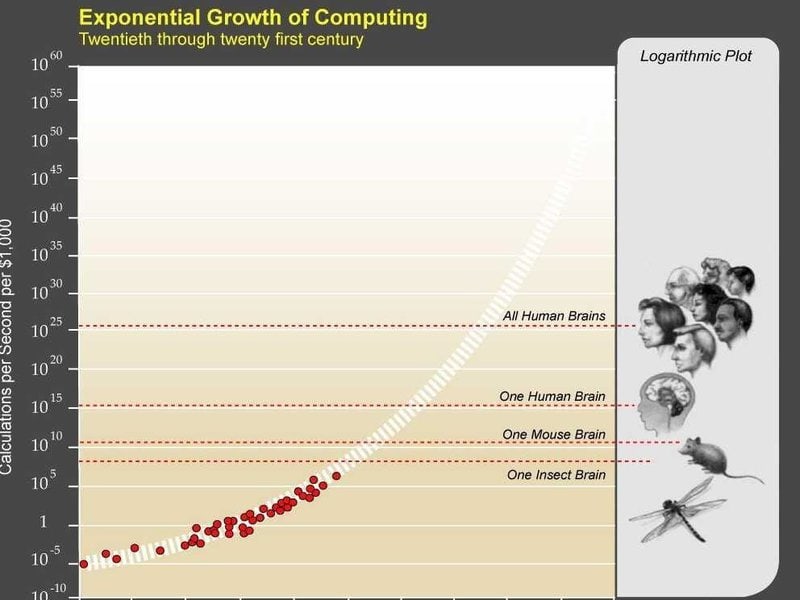 Exponential Growth of Computing
Twentieth through twenty first century
Logarithmic Plot
Calculations per Second per $1,000
10^60
10^55
10^50
10^45
10^40
10^35
10^30
10^25
10^20
10^15
10^10
10^5
1
10^-5
10^-10
All Human Brains
One Human Brain
One Mouse Brain
One Insect Brain